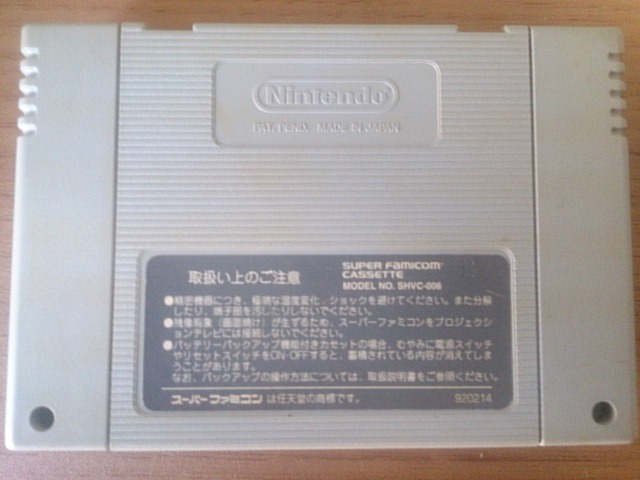 Nintendo
PAT. PEND. MADE IN JAPAN
取扱い上のご注意
SUPER FAMICOM
CASSETTE
MODEL NO. SHVC-006
●精密機器につき、極端な温度変化、ショックを避けてください。また分解
したり、端子部を汚したりしないでください。
●残像現象(画面焼け)が生ずるため、スーパーファミコンをプロジェクシ
ョンテレビには接続しないでください。
●バッテリーバックアップ機能付きカセットの場合、むやみに電源スイッチ
やリセットスイッチをON-OFFすると、蓄積されている内容が消えてしま
うことがあります。
なお、バックアップの操作方法については、取扱説明書をご参照ください。
スーパーファミコン は任天堂の商標です。
920214